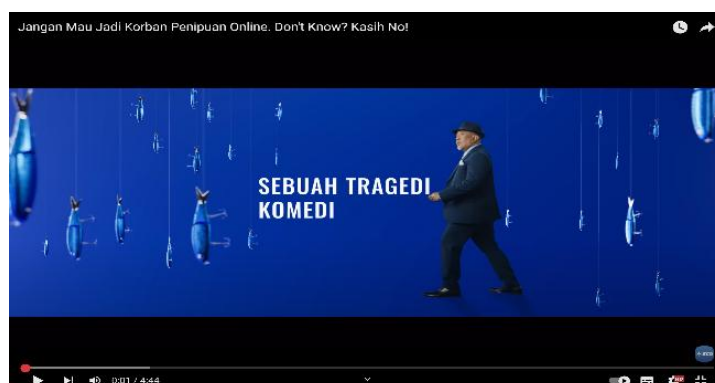 Jangan Mau Jadi Korban Penipuan Online. Don't Know? Kasih No!
SEBUAH TRAGEDI
KOMEDI
0:01 / 4:44